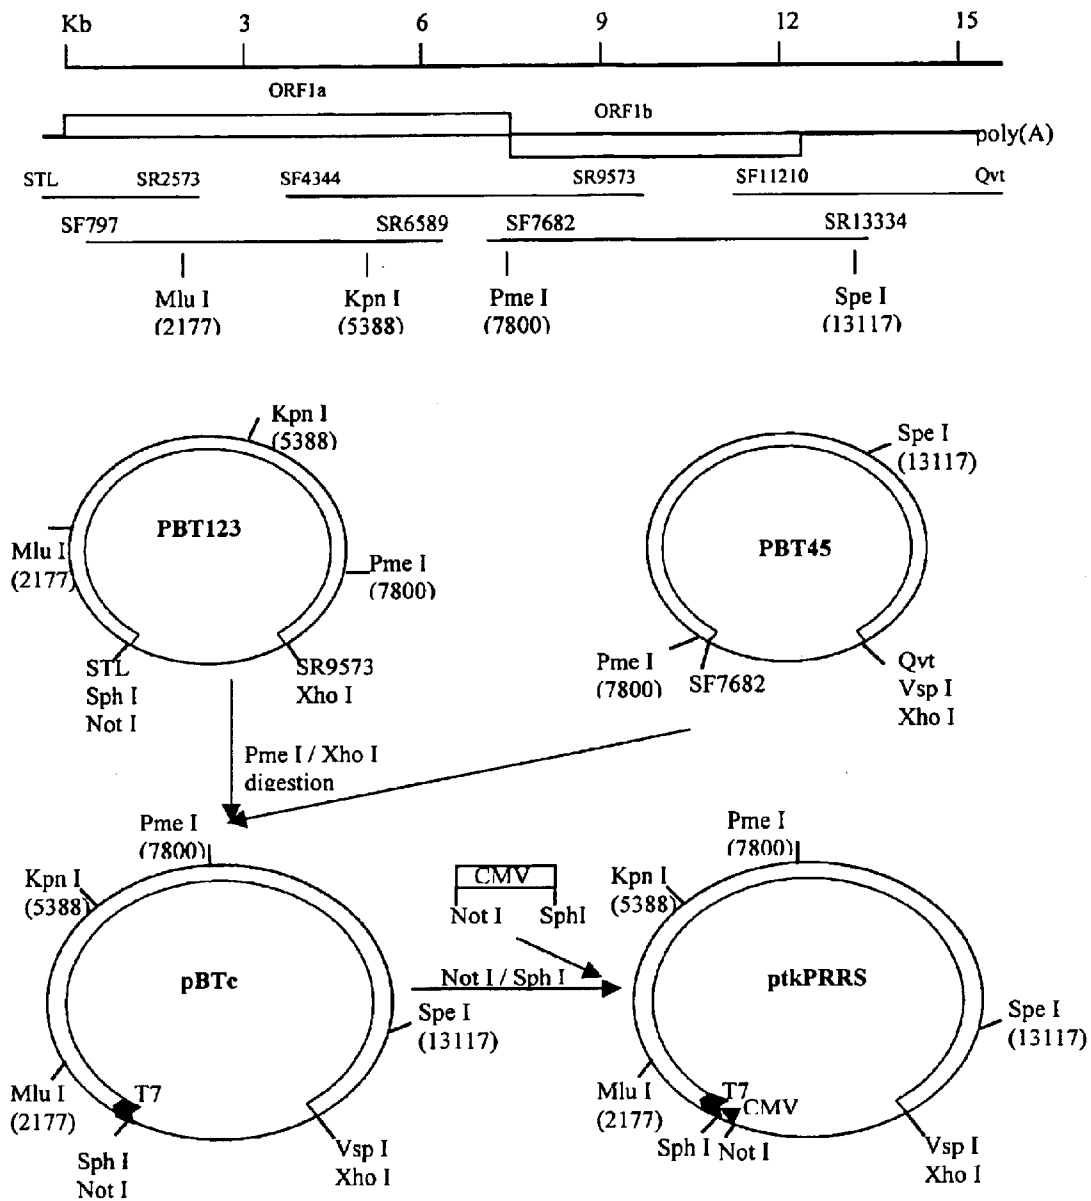 Kb 3 6 9 12 15
ORF1a
ORF1b
poly(A)
STL SR2573 SF4344 SR9573 SF11210 Qvt
SF797 SR6589 SF7682 SR13334
Mlu I Kpn I Pme I Spe I
(2177) (5388) (7800) (13117)
Kpn I
(5388)
PBT123
Mlu I
(2177)
Pme I
(7800)
STL
Sph I
Not I
SR9573
Xho I
Spe I
(13117)
PBT45
Pme I
(7800)
SF7682
Qvt
Vsp I
Xho I
Pme I / Xho I
digestion
Pme I
(7800)
Kpn I
(5388)
pBTc
Spe I
(13117)
Mlu I
(2177)
T7
Sph I
Not I
Vsp I
Xho I
CMV
Not I SphI
Not I / Sph I
Pme I
(7800)
Kpn I
(5388)
ptkPRRS
Spe I
(13117)
Mlu I
(2177)
T7
CMV
Sph I
Not I
Vsp I
Xho I